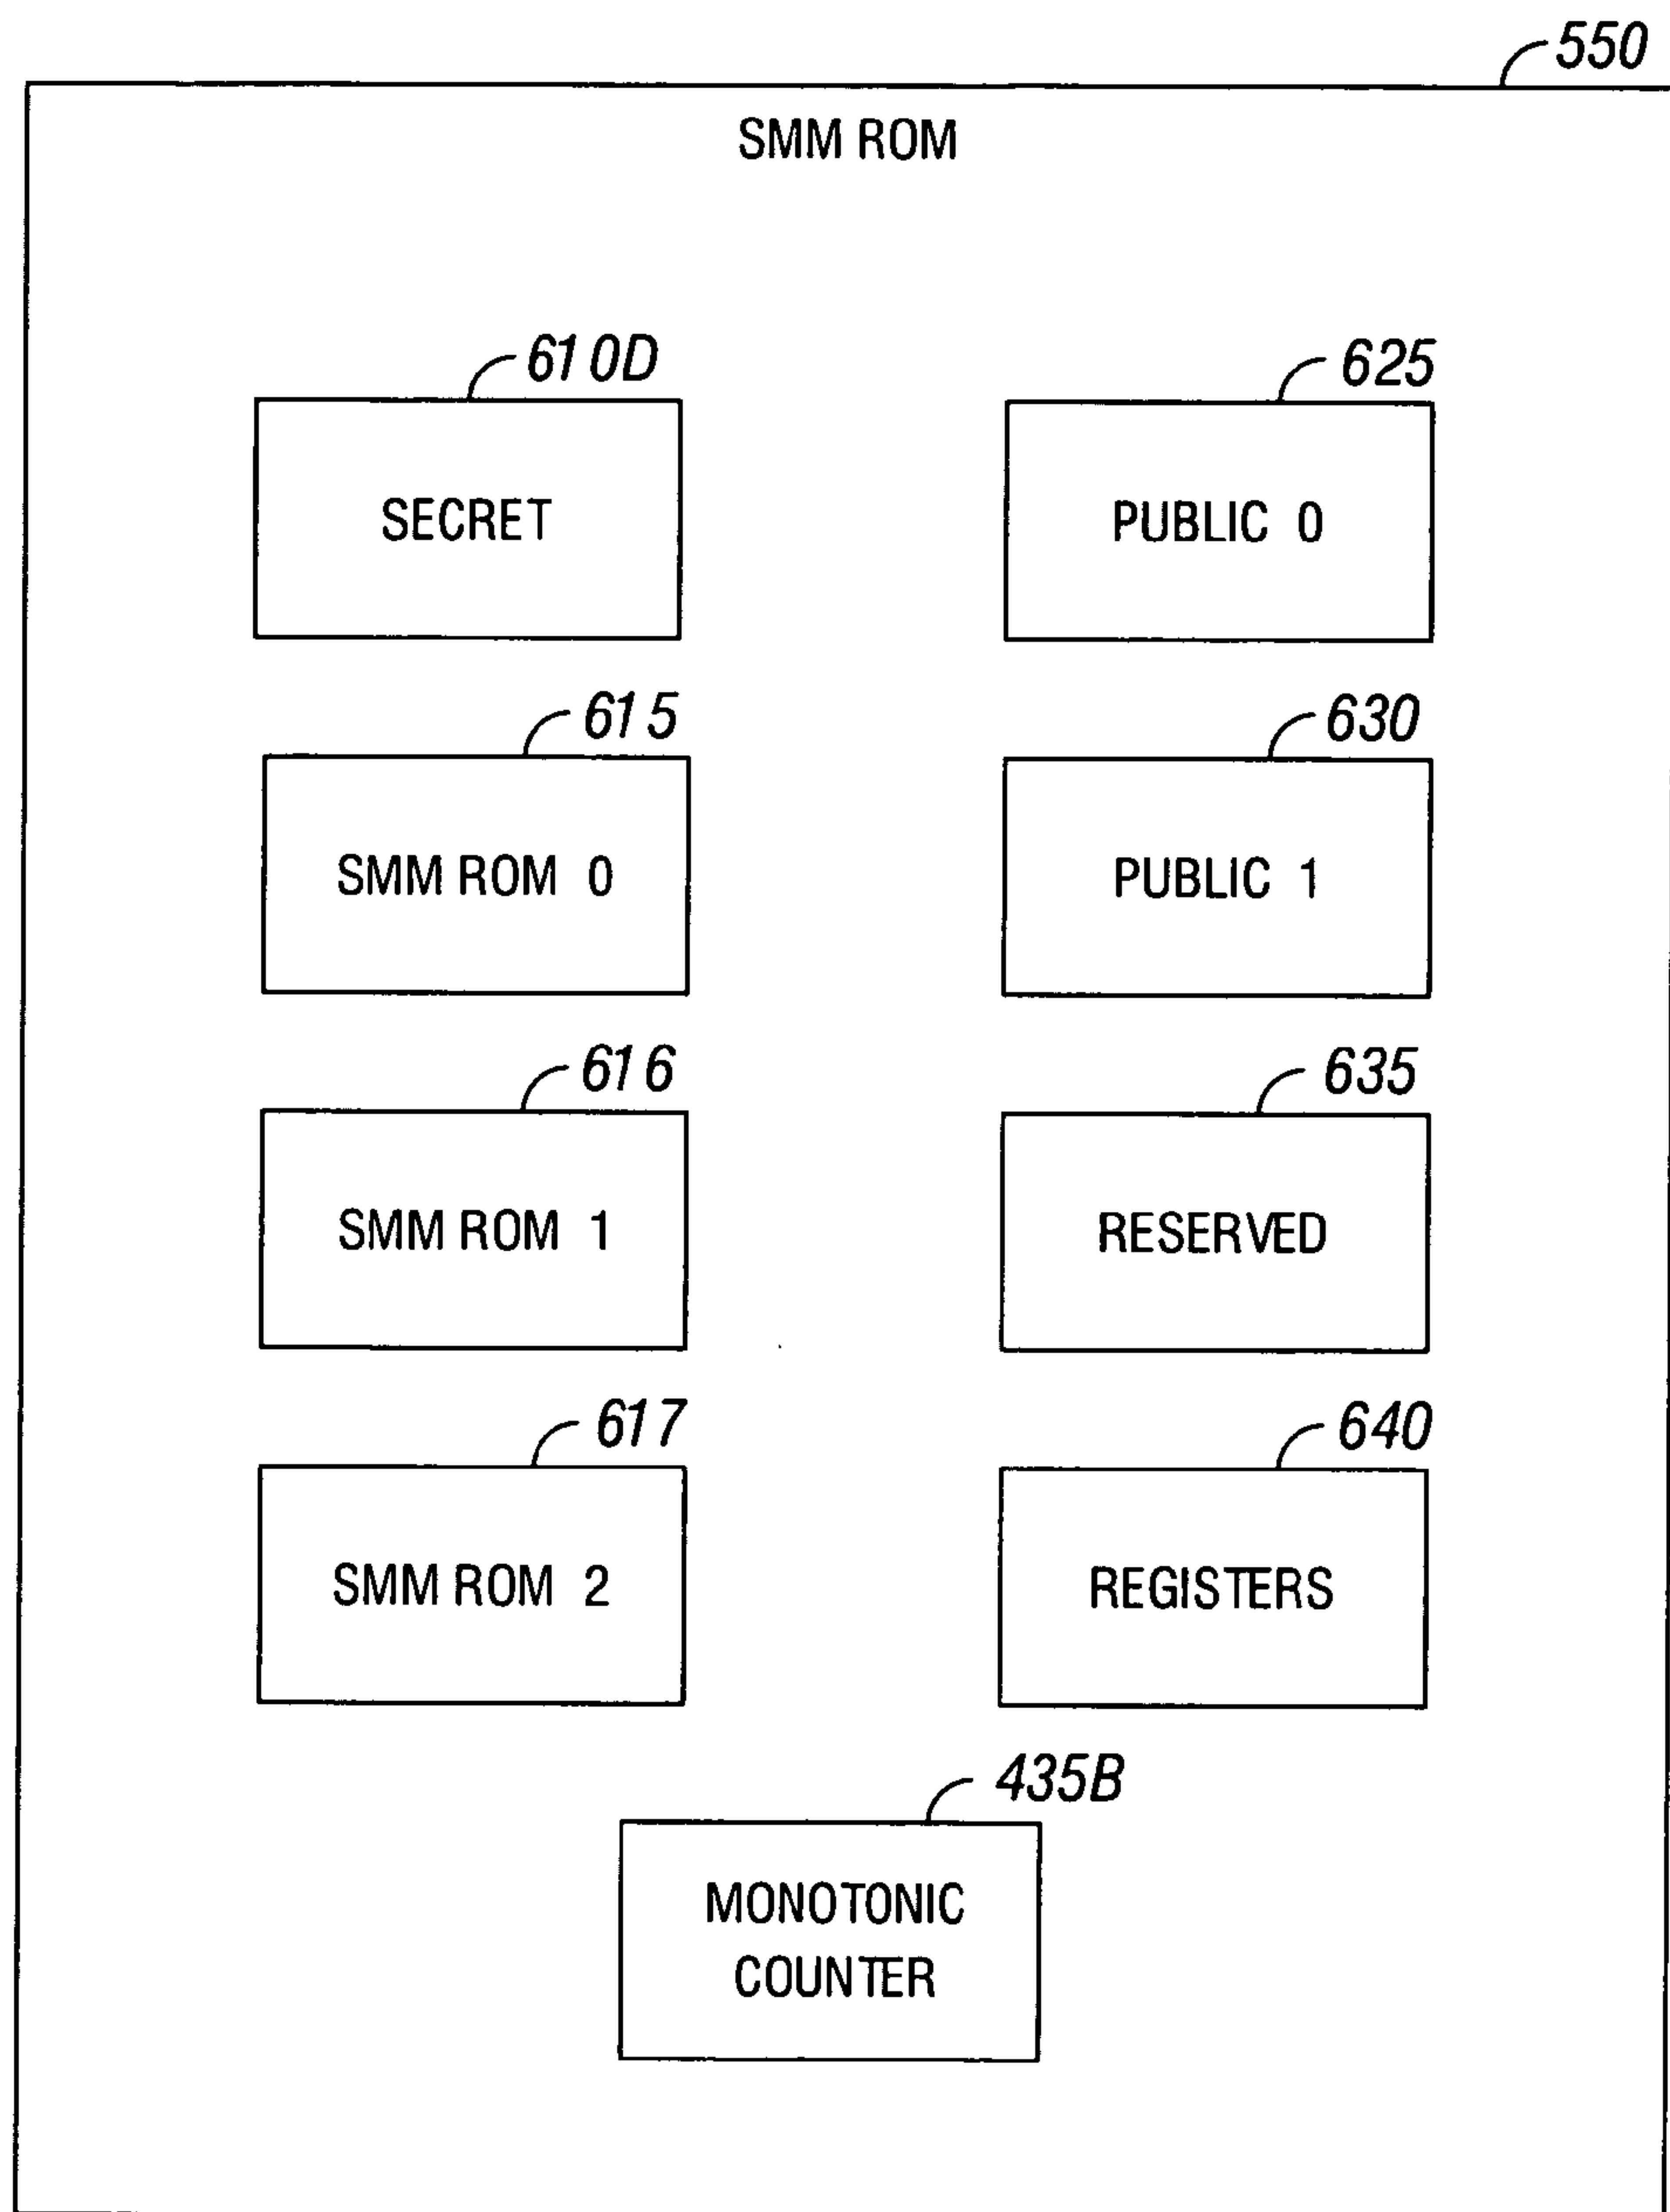 550
SMM ROM
610D
SECRET
625
PUBLIC 0
615
SMM ROM 0
630
PUBLIC 1
616
SMM ROM 1
635
RESERVED
617
SMM ROM 2
640
REGISTERS
435B
MONOTONIC
COUNTER